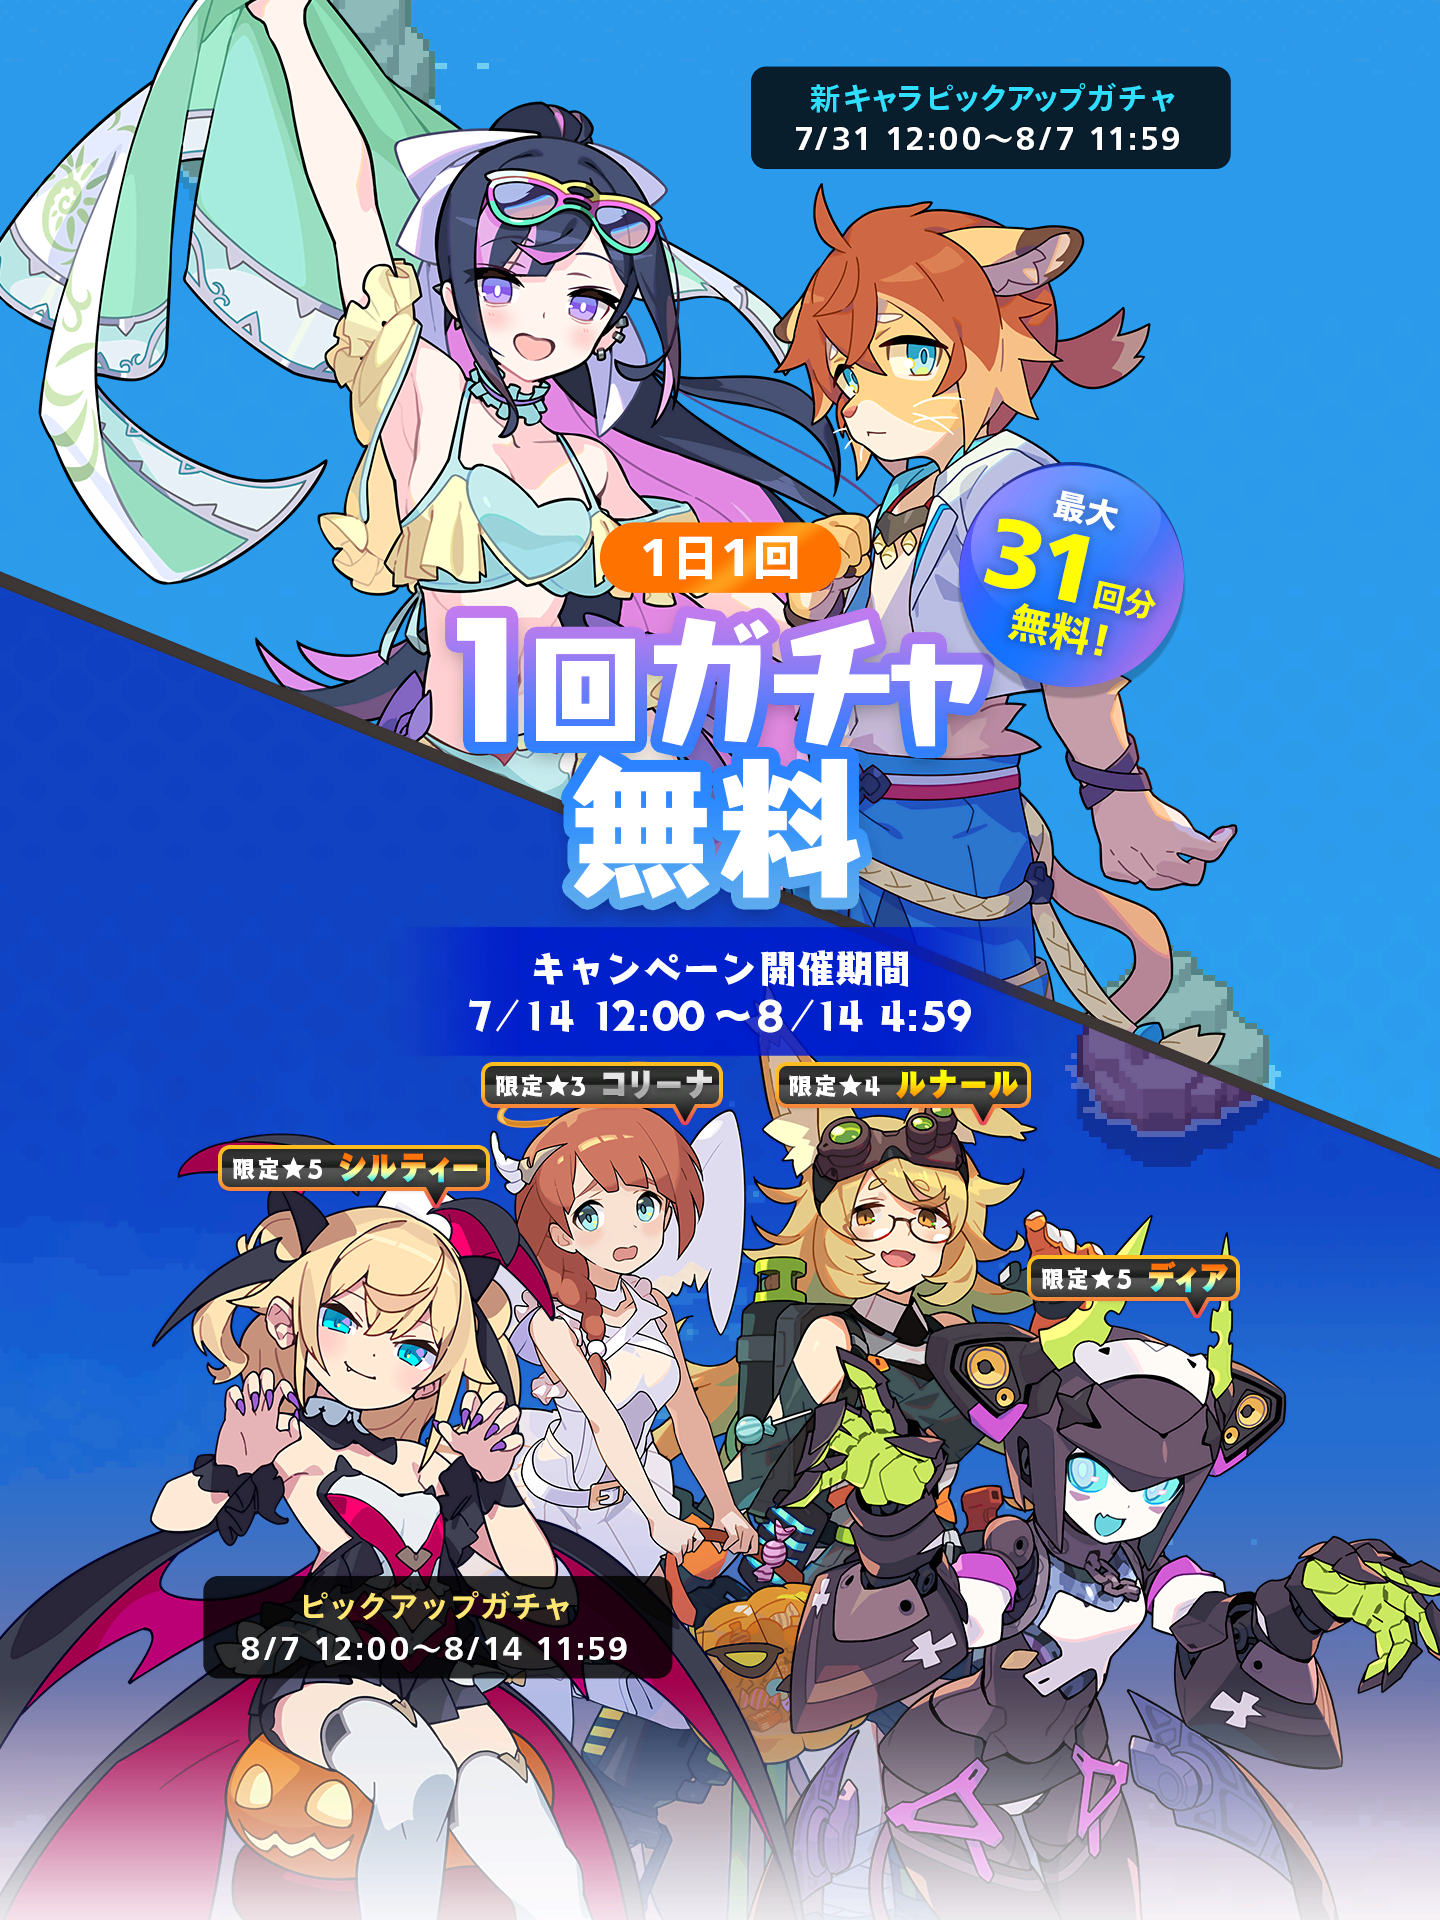 新キャラピックアップガチャ
7/31 12:00～8/7 11:59
最大
31回分
無料!
1日1回
1回ガチャ
無料
キャンペーン開催期間
7/14 12:00～8/14 4:59
限定★3 コリーナ
限定★4 ルナール
限定★5 シルティー
限定★5 ディア
ピックアップガチャ
8/7 12:00～8/14 11:59